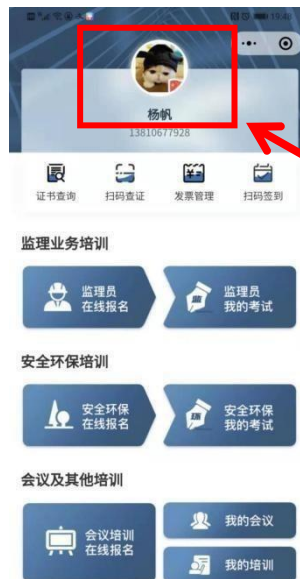 19:43
杨帆
13810677928
证书查询 扫码查证 发票管理 扫码签到
监理业务培训
监理员
在线报名
监理员
我的考试
安全环保培训
安全环保
在线报名
安全环保
我的考试
会议及其他培训
会议培训
在线报名
我的会议
我的培训